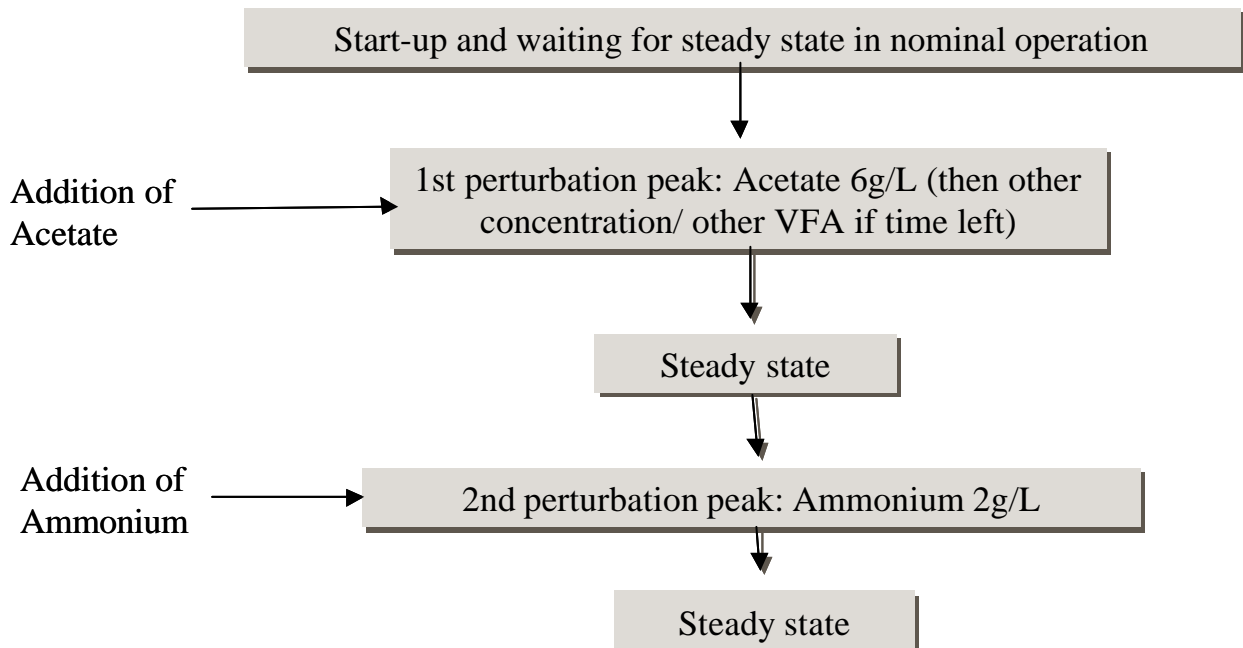 Start-up and waiting for steady state in nominal operation
Addition of
Acetate
1st perturbation peak: Acetate 6g/L (then other
concentration/ other VFA if time left)
Steady state
Addition of
Ammonium
2nd perturbation peak: Ammonium 2g/L
Steady state